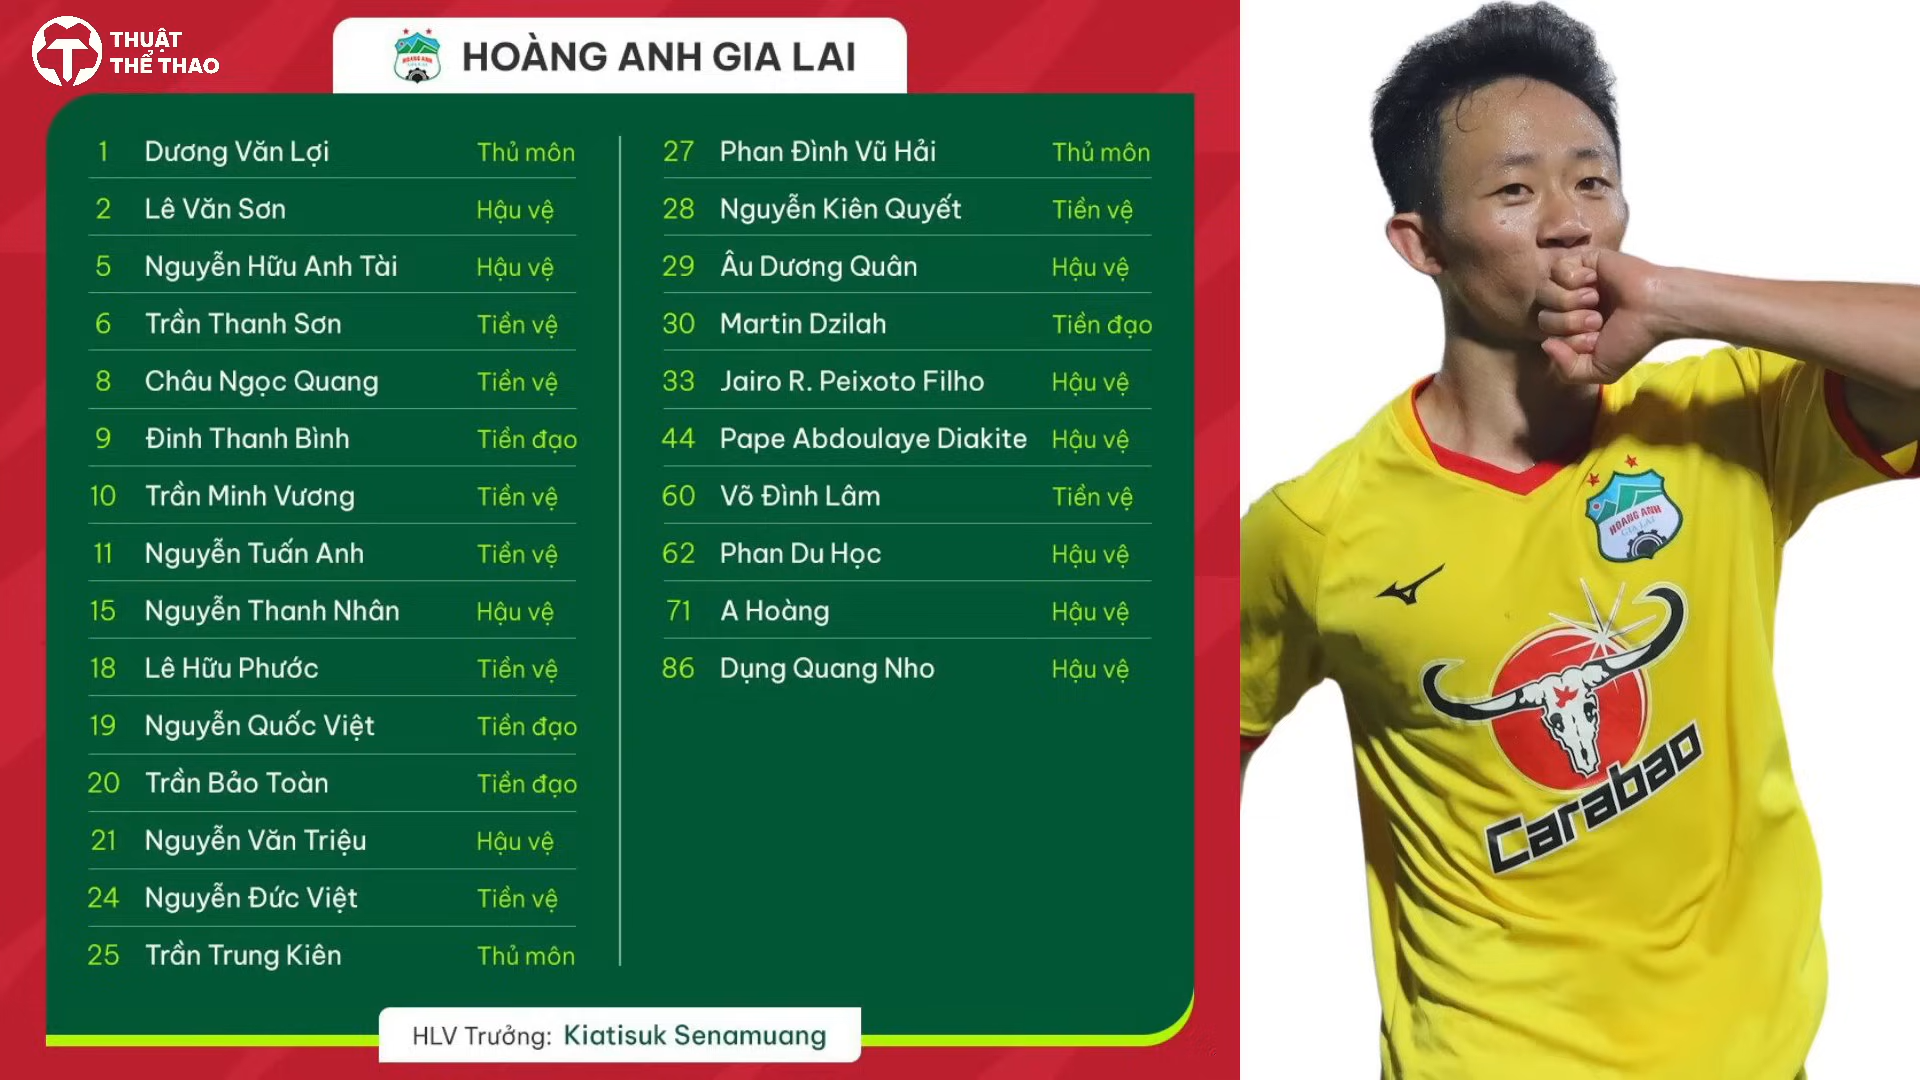 THUẬT
THỂ THAO
HOANG ANH
GIA LAI
HOÀNG ANH GIA LAI
1 Dương Văn Lợi Thủ môn
2 Lê Văn Sơn Hậu vệ
5 Nguyễn Hữu Anh Tài Hậu vệ
6 Trần Thanh Sơn Tiền vệ
8 Châu Ngọc Quang Tiền vệ
9 Đinh Thanh Bình Tiền đạo
10 Trần Minh Vương Tiền vệ
11 Nguyễn Tuấn Anh Tiền vệ
15 Nguyễn Thanh Nhân Hậu vệ
18 Lê Hữu Phước Tiền vệ
19 Nguyễn Quốc Việt Tiền đạo
20 Trần Bảo Toàn Tiền đạo
21 Nguyễn Văn Triệu Hậu vệ
24 Nguyễn Đức Việt Tiền vệ
25 Trần Trung Kiên Thủ môn
27 Phan Đình Vũ Hải Thủ môn
28 Nguyễn Kiên Quyết Tiền vệ
29 Âu Dương Quân Hậu vệ
30 Martin Dzilah Tiền đạo
33 Jairo R. Peixoto Filho Hậu vệ
44 Pape Abdoulaye Diakite Hậu vệ
60 Võ Đình Lâm Tiền vệ
62 Phan Du Học Hậu vệ
71 A Hoàng Hậu vệ
86 Dụng Quang Nho Hậu vệ
HLV Trưởng: Kiatisuk Senamuang
HOANG ANH
GIA LAI
Carabao